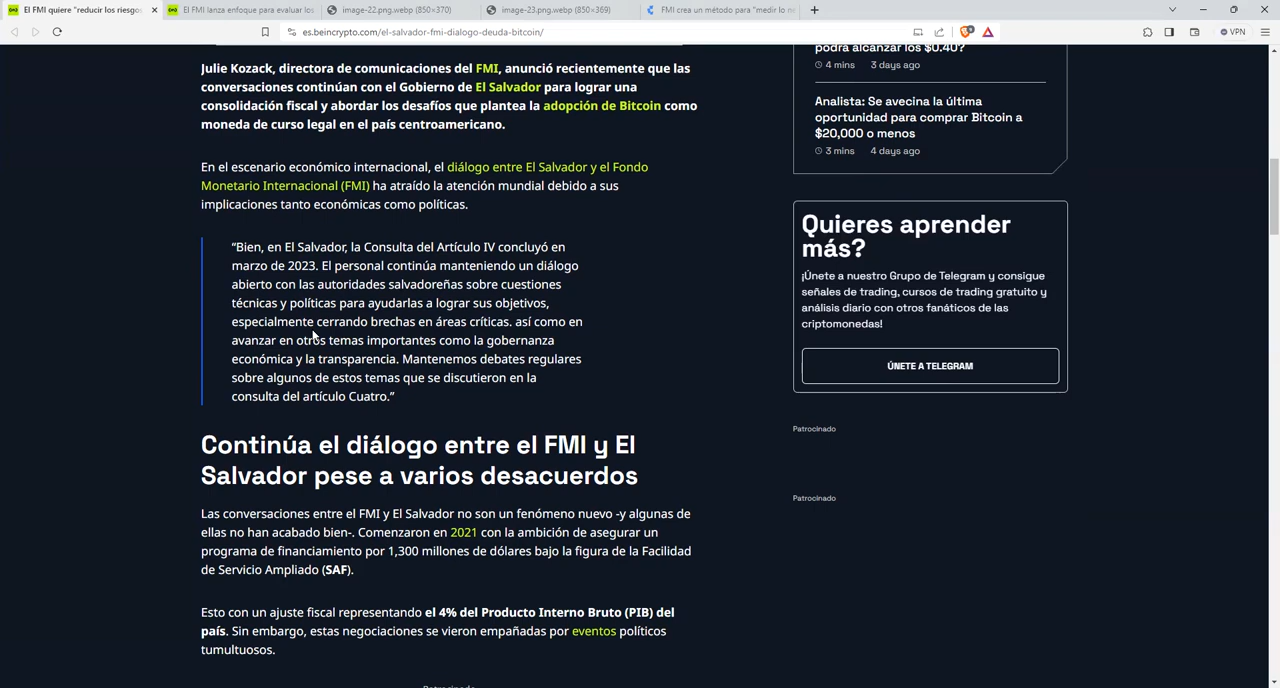 El FMI quiere "reducir los riesgos
El FMI lanza enfoque para evaluar los
image-22.png.webp (850×370)
image-23.png.webp (850×369)
FMI crea un método para "medir lo
es.beincrypto.com/el-salvador-fmi-dialogo-deuda-bitcoin/
VPN
Julie Kozack, directora de comunicaciones del FMI, anunció recientemente que las
conversaciones continúan con el Gobierno de El Salvador para lograr una
consolidación fiscal y abordar los desafíos que plantea la adopción de Bitcoin como
moneda de curso legal en el país centroamericano.
En el escenario económico internacional, el diálogo entre El Salvador y el Fondo
Monetario Internacional (FMI) ha atraído la atención mundial debido a sus
implicaciones tanto económicas como políticas.
“Bien, en El Salvador, la Consulta del Artículo IV concluyó en
marzo de 2023. El personal continúa manteniendo un diálogo
abierto con las autoridades salvadoreñas sobre cuestiones
técnicas y políticas para ayudarlas a lograr sus objetivos,
especialmente cerrando brechas en áreas críticas. así como en
avanzar en otros temas importantes como la gobernanza
económica y la transparencia. Mantenemos debates regulares
sobre algunos de estos temas que se discutieron en la
consulta del artículo Cuatro.”
Continúa el diálogo entre el FMI y El
Salvador pese a varios desacuerdos
Las conversaciones entre el FMI y El Salvador no son un fenómeno nuevo -y algunas de
ellas no han acabado bien-. Comenzaron en 2021 con la ambición de asegurar un
programa de financiamiento por 1,300 millones de dólares bajo la figura de la Facilidad
de Servicio Ampliado (SAF).
Esto con un ajuste fiscal representando el 4% del Producto Interno Bruto (PIB) del
país. Sin embargo, estas negociaciones se vieron empañadas por eventos políticos
tumultuosos.
Patrocinado
podrá alcanzar los $0.40?
4 mins 3 days ago
Analista: Se avecina la última
oportunidad para comprar Bitcoin a
$20,000 o menos
3 mins 4 days ago
Quieres aprender
más?
¡Únete a nuestro Grupo de Telegram y consigue
señales de trading, cursos de trading gratuito y
análisis diario con otros fanáticos de las
criptomonedas!
ÚNETE A TELEGRAM
Patrocinado
Patrocinado